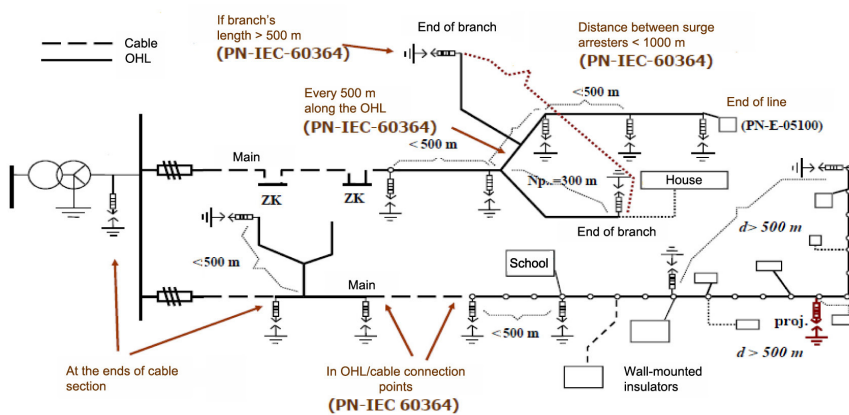 If branch's
length > 500 m
(PN-IEC-60364)
End of branch
Distance between surge
arresters < 1000 m
(PN-IEC-60364)
Cable
OHL
Every 500 m
along the OHL
(PN-IEC-60364)
<500 m
End of line
(PN-E-05100)
<500 m
Main
ZK
ZK
Np..=300 m
House
End of branch
d> 500 m
<500 m
Main
School
<500 m
proj.
d> 500 m
At the ends of cable
section
In OHL/cable connection
points
(PN-IEC 60364)
Wall-mounted
insulators